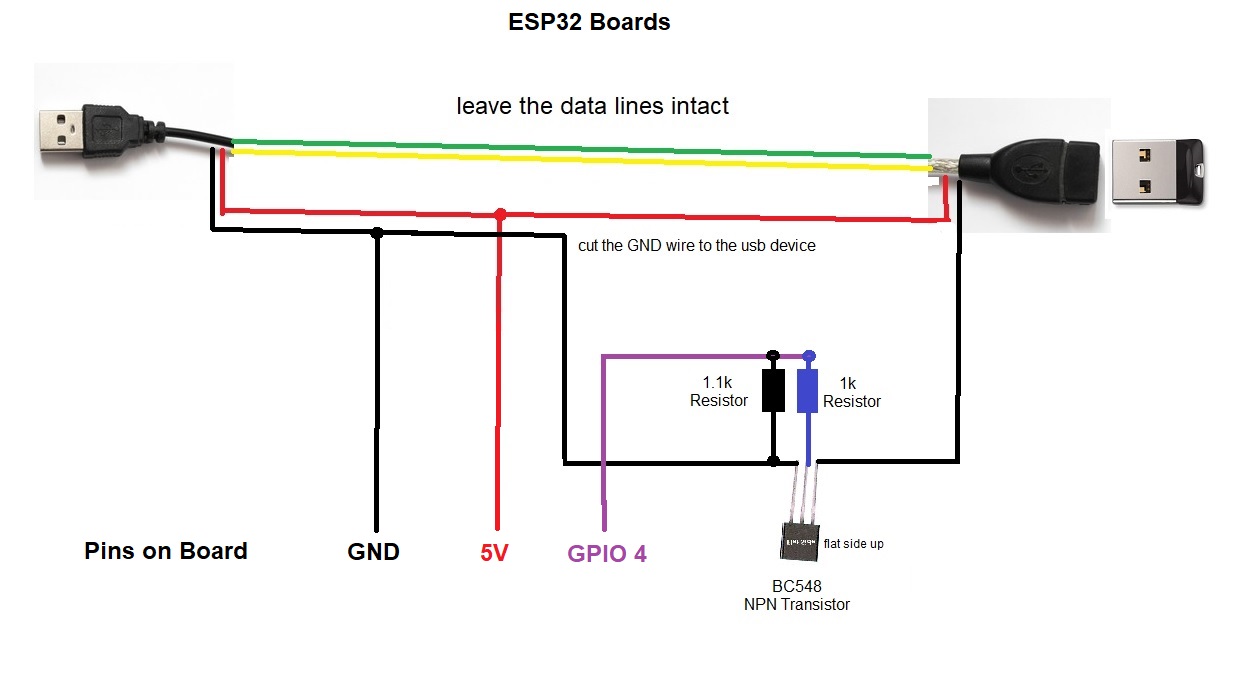 ESP32 Boards
leave the data lines intact
cut the GND wire to the usb device
1.1k
Resistor
1k
Resistor
flat side up
Pins on Board
GND
5V
GPIO 4
BC548
NPN Transistor